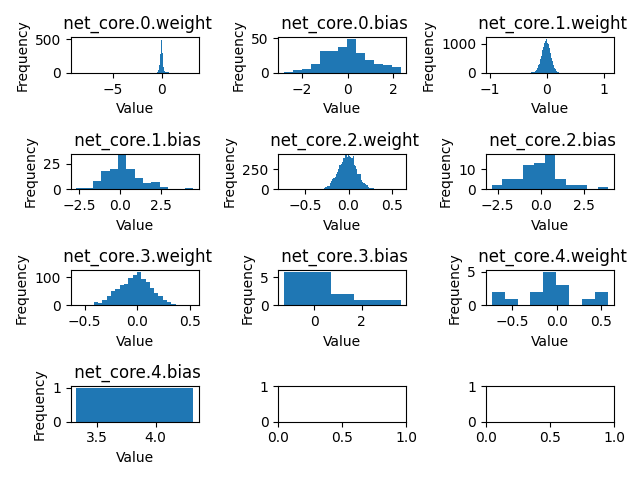 net_core.0.weight
Frequency
500
0
−5
0
Value
net_core.0.bias
Frequency
50
0
−2
0
2
Value
net_core.1.weight
Frequency
1000
0
−1
0
1
Value
net_core.1.bias
Frequency
25
0
−2.5
0.0
2.5
Value
net_core.2.weight
Frequency
250
0
−0.5
0.0
0.5
Value
net_core.2.bias
Frequency
10
0
−2.5
0.0
2.5
Value
net_core.3.weight
Frequency
100
0
−0.5
0.0
0.5
Value
net_core.3.bias
Frequency
5
0
0
2
Value
net_core.4.weight
Frequency
5
0
−0.5
0.0
0.5
Value
net_core.4.bias
Frequency
1
0
3.5
4.0
Value
1
0
0.0
0.5
1.0
1
0
0.0
0.5
1.0